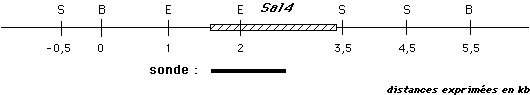 S B E E Sal4 S S B
-0,5 0 1 2 3,5 4,5 5,5
sonde :
distances exprimées en kb